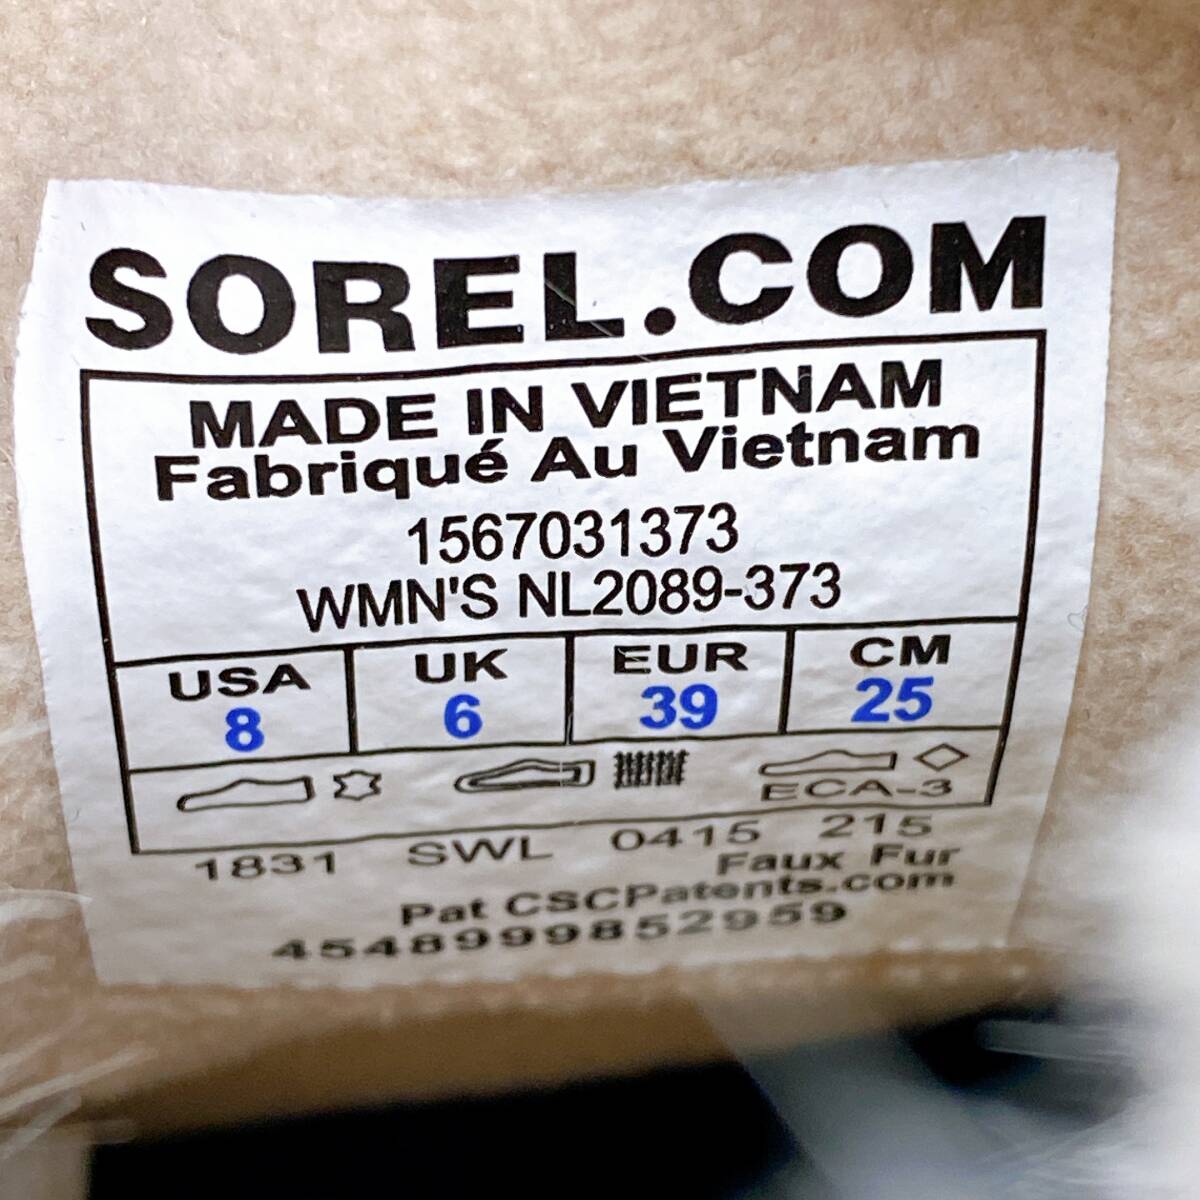 SOREL.COM
MADE IN VIETNAM
Fabriqué Au Vietnam
1567031373
WMN'S NL2089-373
USA UK EUR CM
8 6 39 25
ECA-3
1831 SWL 0415 215
Faux Fur
Pat CSCPatents.com
4548999852959